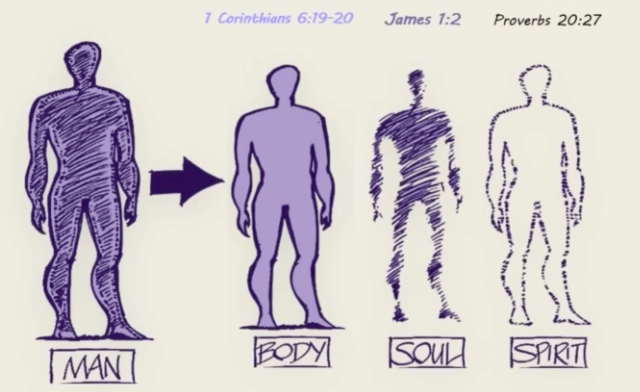 1 Corinthians 6:19-20 James 1:2 Proverbs 20:27
MAN BODY SOUL SPIRIT